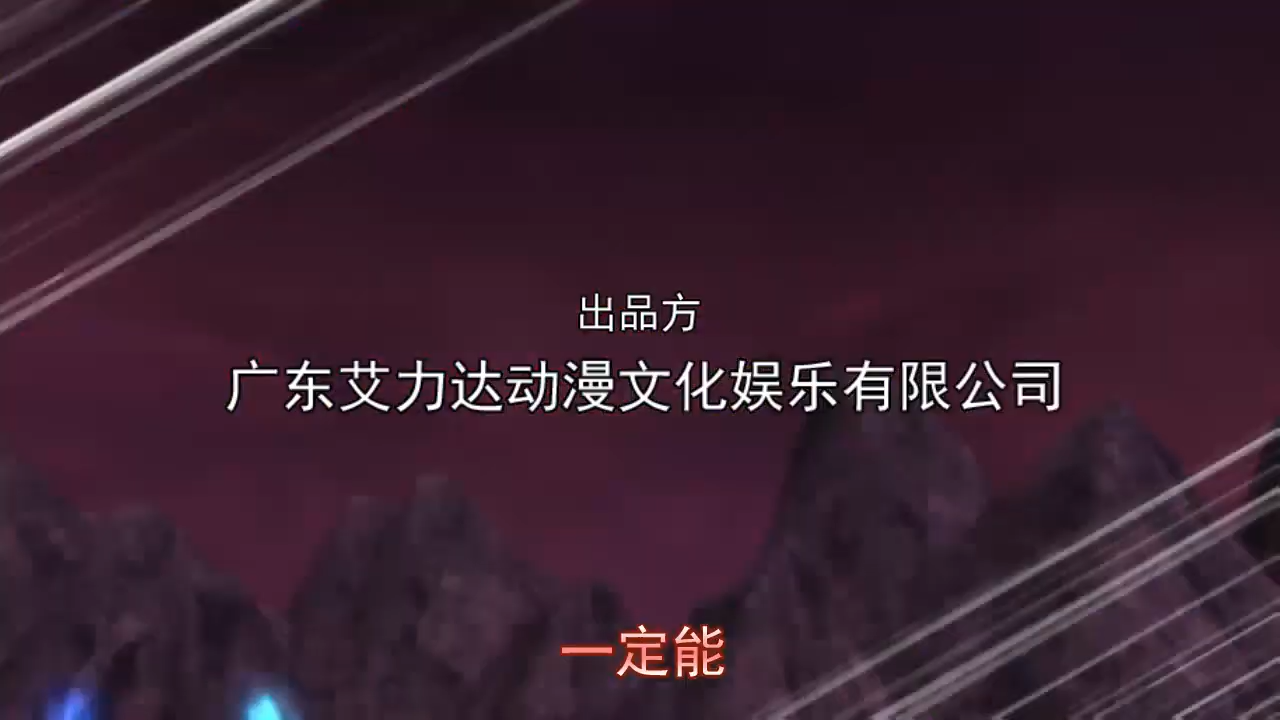 出品方
广东艾力达动漫文化娱乐有限公司
一定能